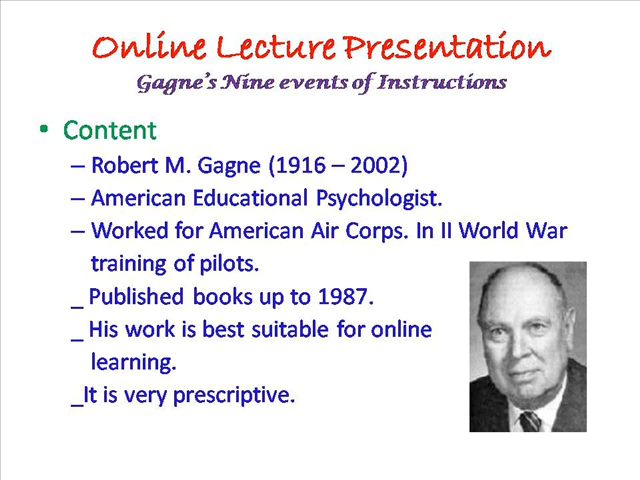 Online Lecture Presentation
Gagne's Nine events of Instructions
• Content
– Robert M. Gagne (1916 – 2002)
– American Educational Psychologist.
– Worked for American Air Corps. In II World War
training of pilots.
_ Published books up to 1987.
_ His work is best suitable for online
learning.
_It is very prescriptive.